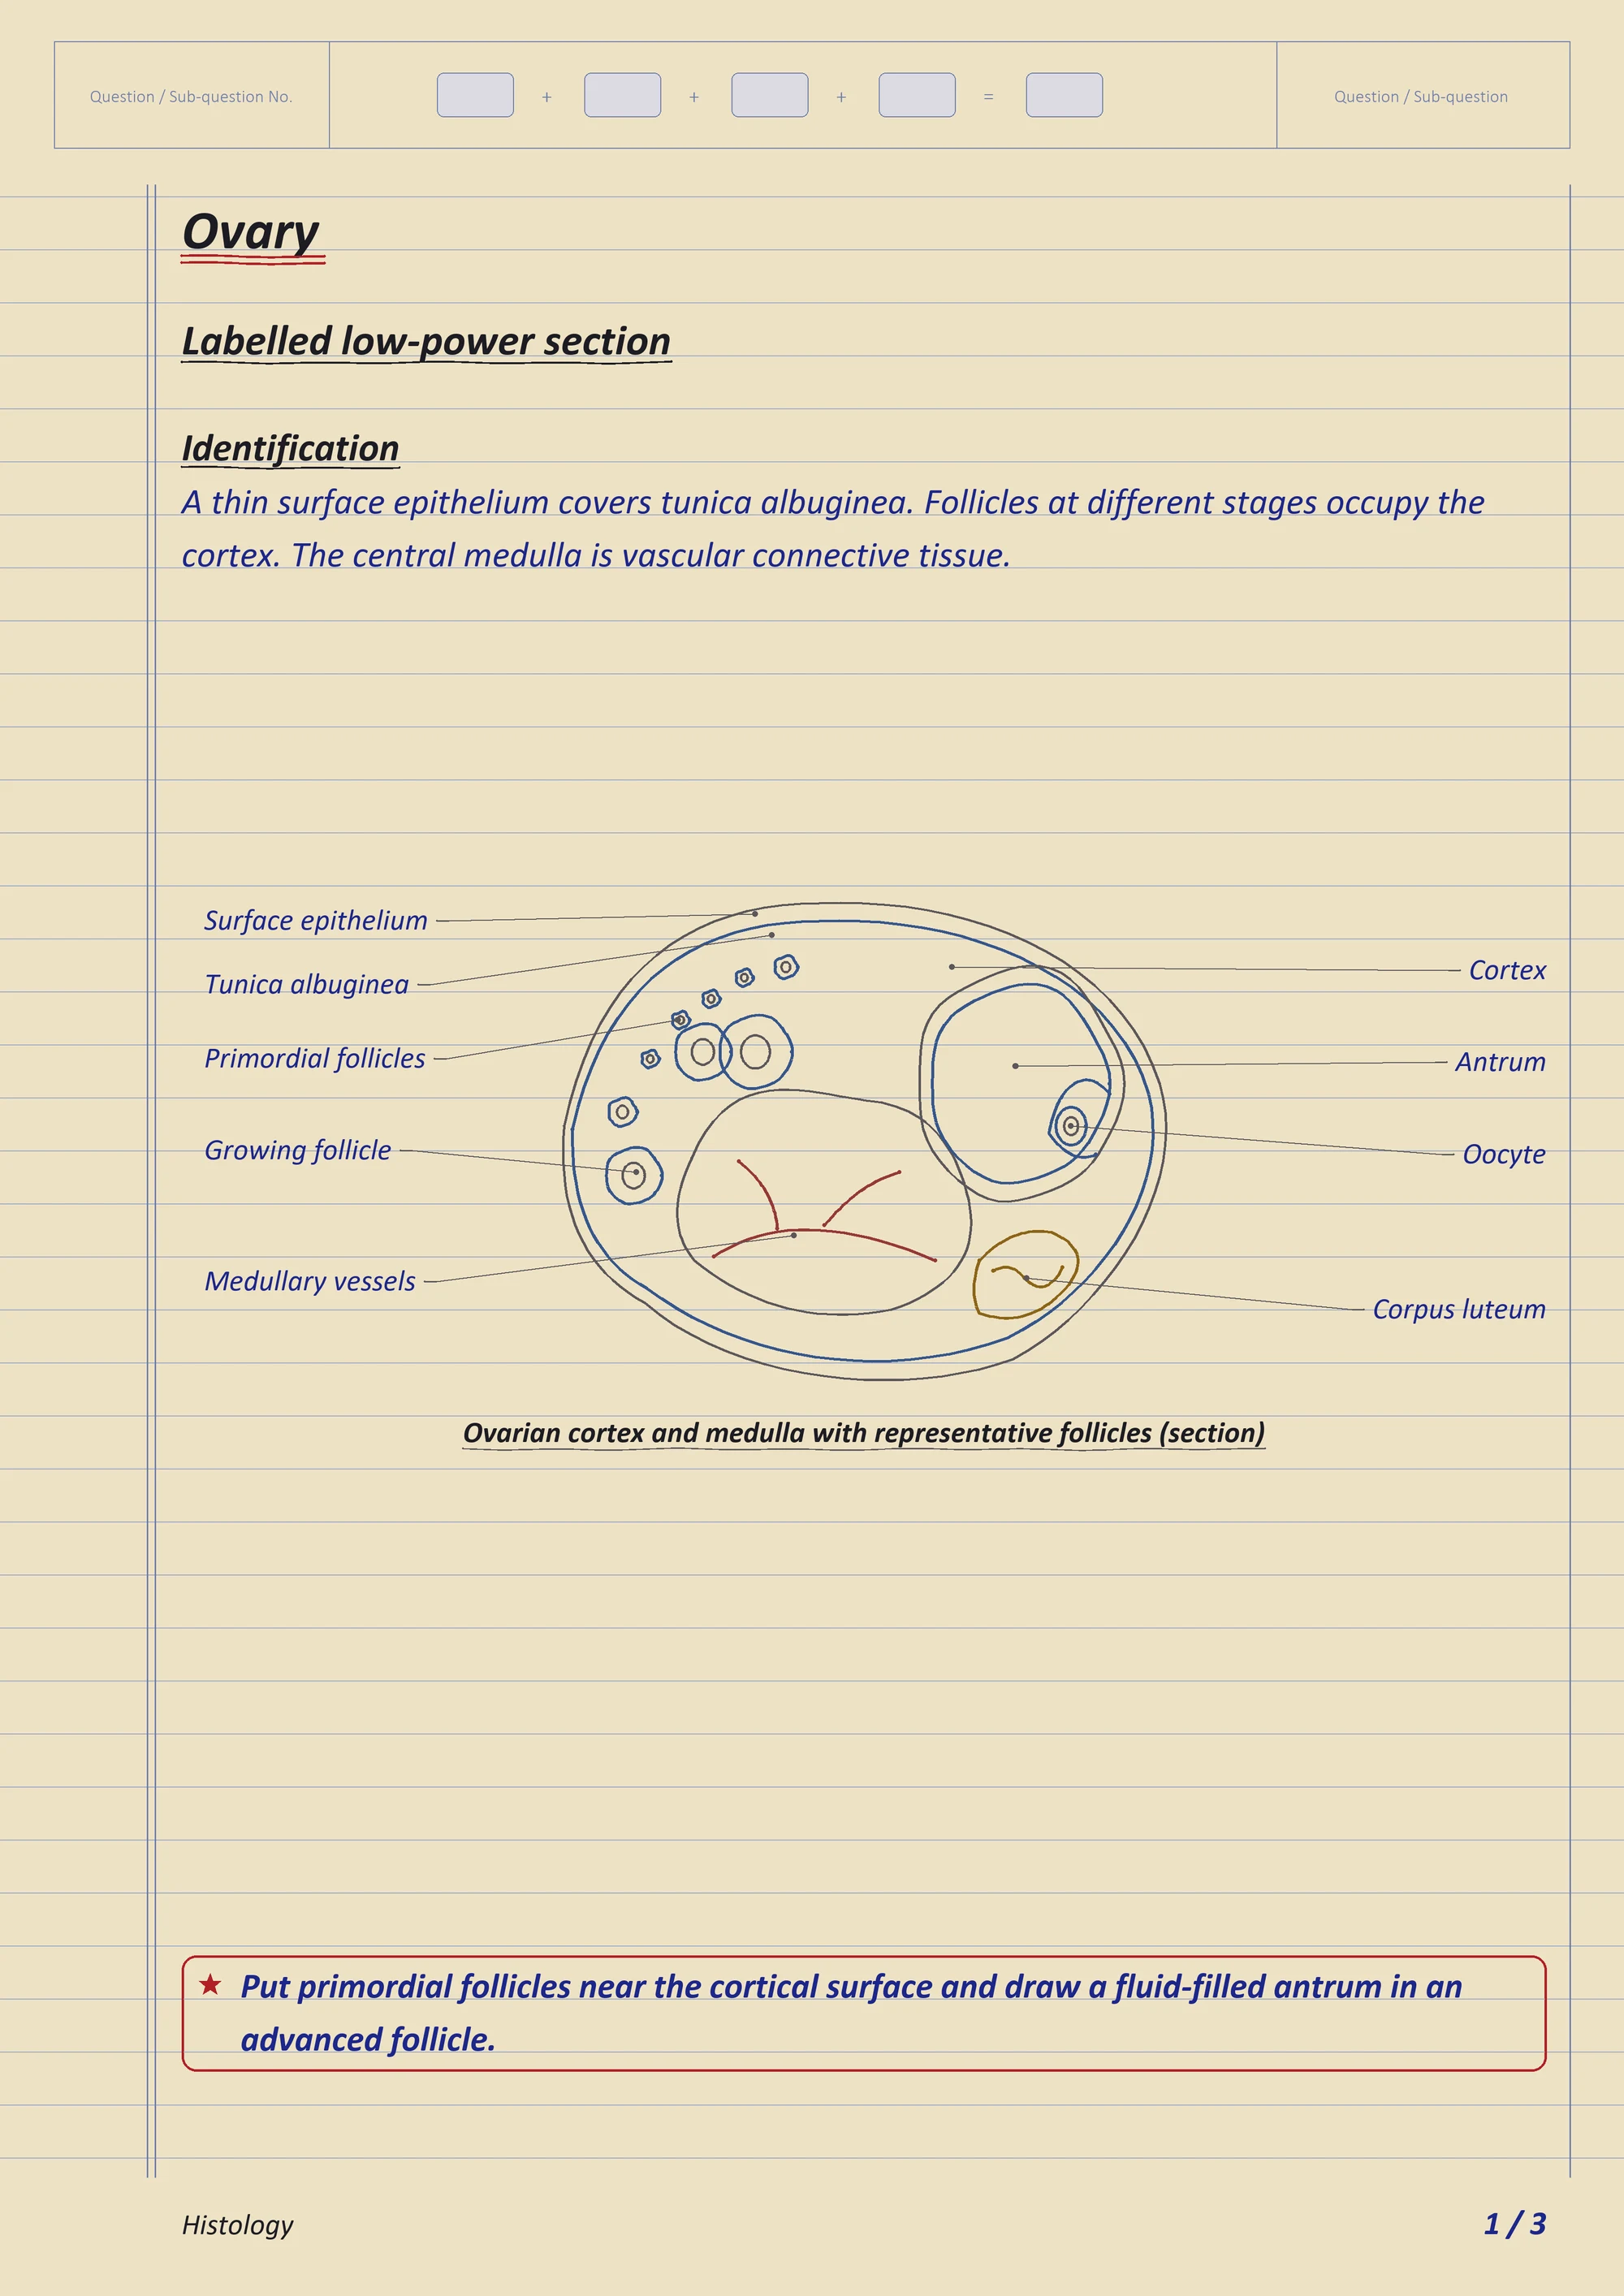 Question / Sub-question No.
+ + + =
Question / Sub-question
Ovary
Labelled low-power section
Identification
A thin surface epithelium covers tunica albuginea. Follicles at different stages occupy the
cortex. The central medulla is vascular connective tissue.
Surface epithelium
Tunica albuginea
Primordial follicles
Growing follicle
Medullary vessels
Cortex
Antrum
Oocyte
Corpus luteum
Ovarian cortex and medulla with representative follicles (section)
★ Put primordial follicles near the cortical surface and draw a fluid-filled antrum in an
advanced follicle.
Histology
1 / 3